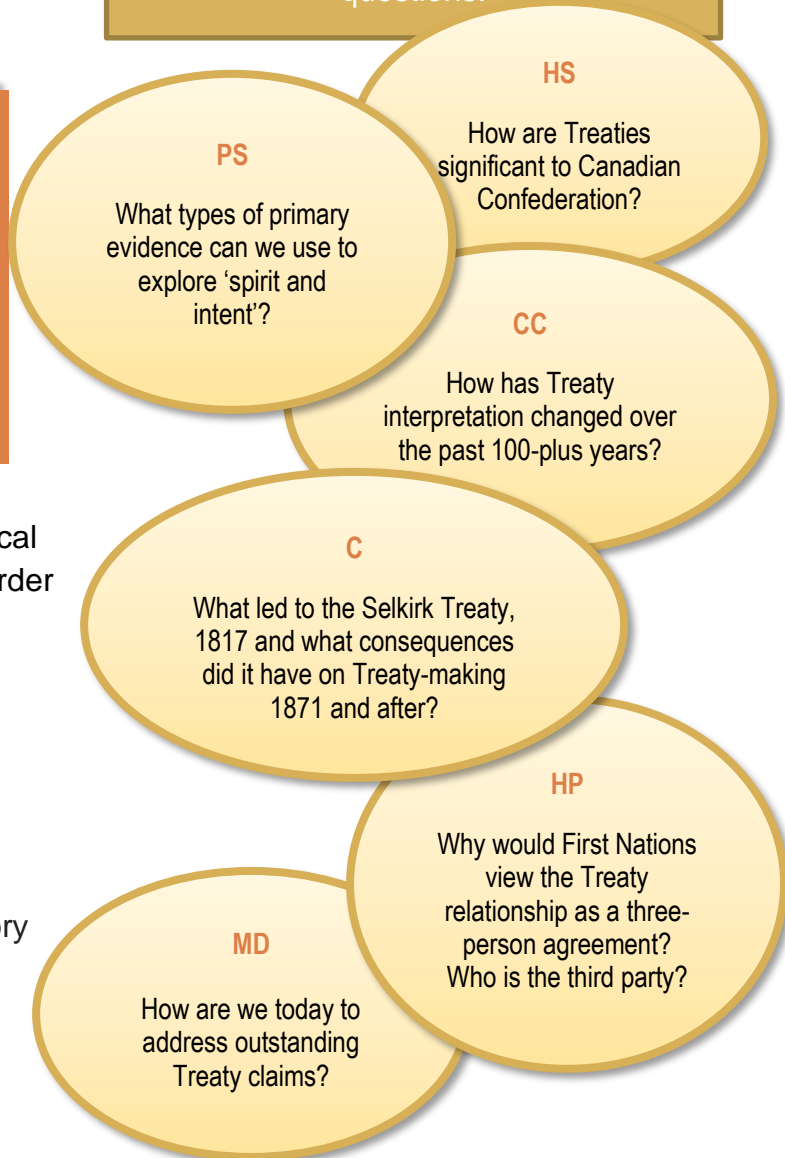 questions:
HS
How are Treaties
significant to Canadian
Confederation?
PS
What types of primary
evidence can we use to
explore ‘spirit and
intent’?
CC
How has Treaty
interpretation changed over
the past 100-plus years?
C
What led to the Selkirk Treaty,
1817 and what consequences
did it have on Treaty-making
1871 and after?
HP
Why would First Nations
view the Treaty
relationship as a three-
person agreement?
Who is the third party?
MD
How are we today to
address outstanding
Treaty claims?
cal
rder
ory